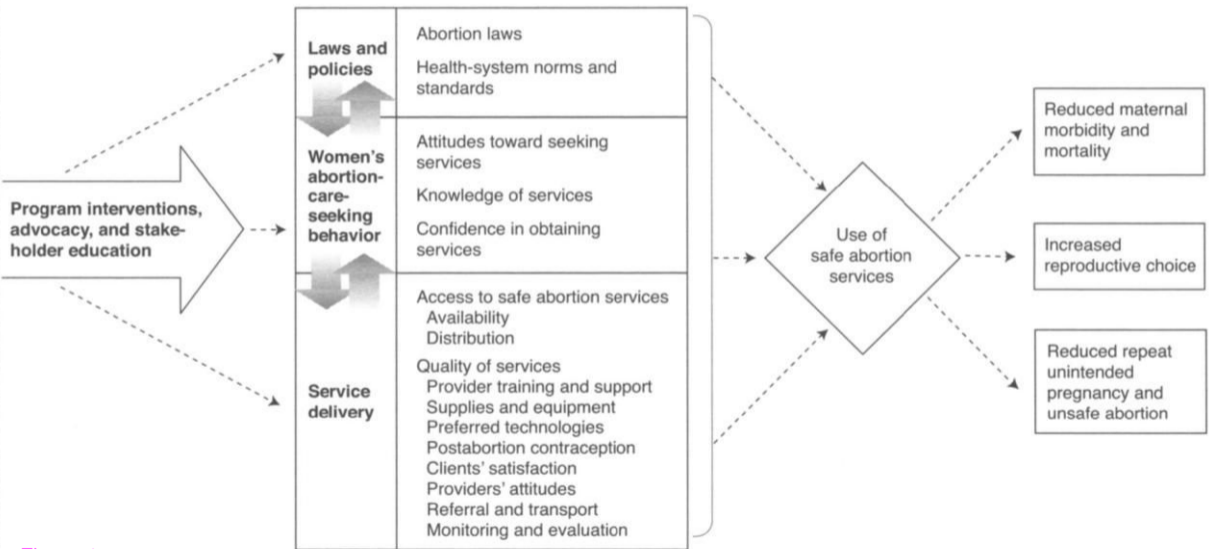 Program interventions,
advocacy, and stake-
holder education
Laws and
policies
Abortion laws
Health-system norms and
standards
Women's
abortion-
care-
seeking
behavior
Attitudes toward seeking
services
Knowledge of services
Confidence in obtaining
services
Service
delivery
Access to safe abortion services
Availability
Distribution
Quality of services
Provider training and support
Supplies and equipment
Preferred technologies
Postabortion contraception
Clients' satisfaction
Providers' attitudes
Referral and transport
Monitoring and evaluation
Use of
safe abortion
services
Reduced maternal
morbidity and
mortality
Increased
reproductive choice
Reduced repeat
unintended
pregnancy and
unsafe abortion